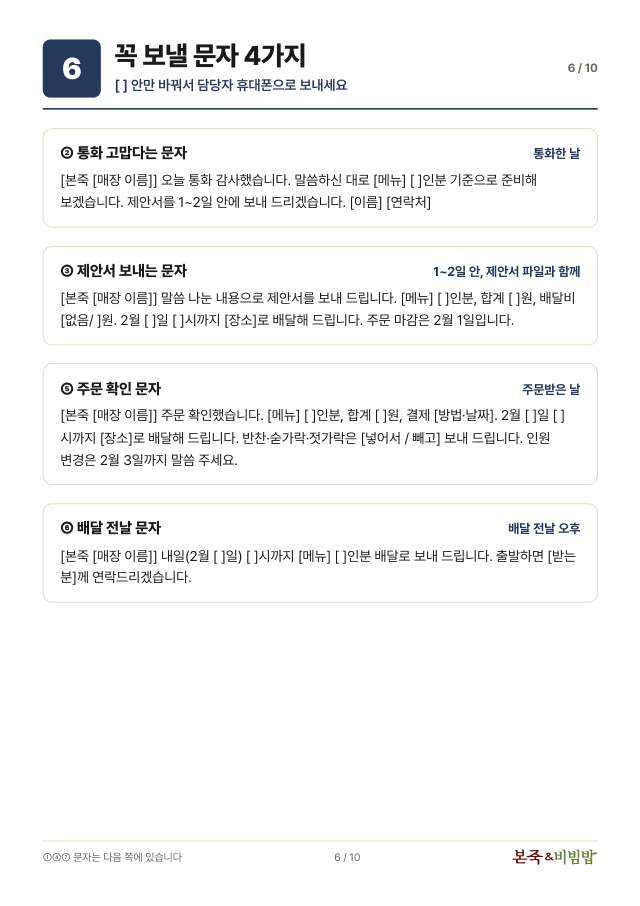 6
꼭 보낼 문자 4가지
[ ] 안만 바꿔서 담당자 휴대폰으로 보내세요
6 / 10
② 통화 고맙다는 문자
통화한 날
[본죽 [매장 이름]] 오늘 통화 감사했습니다. 말씀하신 대로 [메뉴] [ ]인분 기준으로 준비해
보겠습니다. 제안서를 1~2일 안에 보내 드리겠습니다. [이름] [연락처]
③ 제안서 보내는 문자
1~2일 안, 제안서 파일과 함께
[본죽 [매장 이름]] 말씀 나눈 내용으로 제안서를 보내 드립니다. [메뉴] [ ]인분, 합계 [ ]원, 배달비
[없음/ ]원. 2월 [ ]일 [ ]시까지 [장소]로 배달해 드립니다. 주문 마감은 2월 1일입니다.
⑤ 주문 확인 문자
주문받은 날
[본죽 [매장 이름]] 주문 확인했습니다. [메뉴] [ ]인분, 합계 [ ]원, 결제 [방법·날짜]. 2월 [ ]일 [ ]
시까지 [장소]로 배달해 드립니다. 반찬·숟가락·젓가락은 [넣어서 / 빼고] 보내 드립니다. 인원
변경은 2월 3일까지 말씀 주세요.
⑥ 배달 전날 문자
배달 전날 오후
[본죽 [매장 이름]] 내일(2월 [ ]일) [ ]시까지 [메뉴] [ ]인분 배달로 보내 드립니다. 출발하면 [받는
분]께 연락드리겠습니다.
①④⑦ 문자는 다음 쪽에 있습니다
6 / 10
본죽&비빔밥